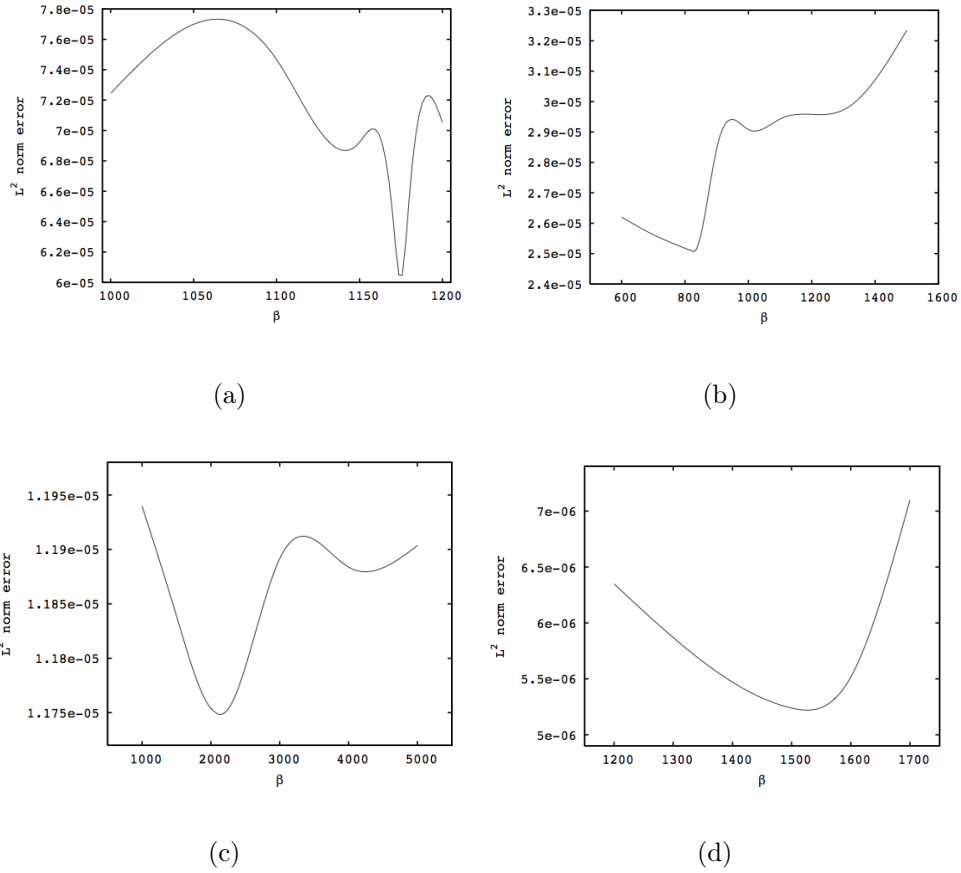 7.8e-05
7.6e-05
7.4e-05
7.2e-05
7e-05
6.8e-05
6.6e-05
6.4e-05
6.2e-05
6e-05
L² norm error
1000 1050 1100 1150 1200
β
(a)
3.3e-05
3.2e-05
3.1e-05
3e-05
2.9e-05
2.8e-05
2.7e-05
2.6e-05
2.5e-05
2.4e-05
L² norm error
600 800 1000 1200 1400 1600
β
(b)
1.195e-05
1.19e-05
1.185e-05
1.18e-05
1.175e-05
L² norm error
1000 2000 3000 4000 5000
β
(c)
7e-06
6.5e-06
6e-06
5.5e-06
5e-06
L² norm error
1200 1300 1400 1500 1600 1700
β
(d)